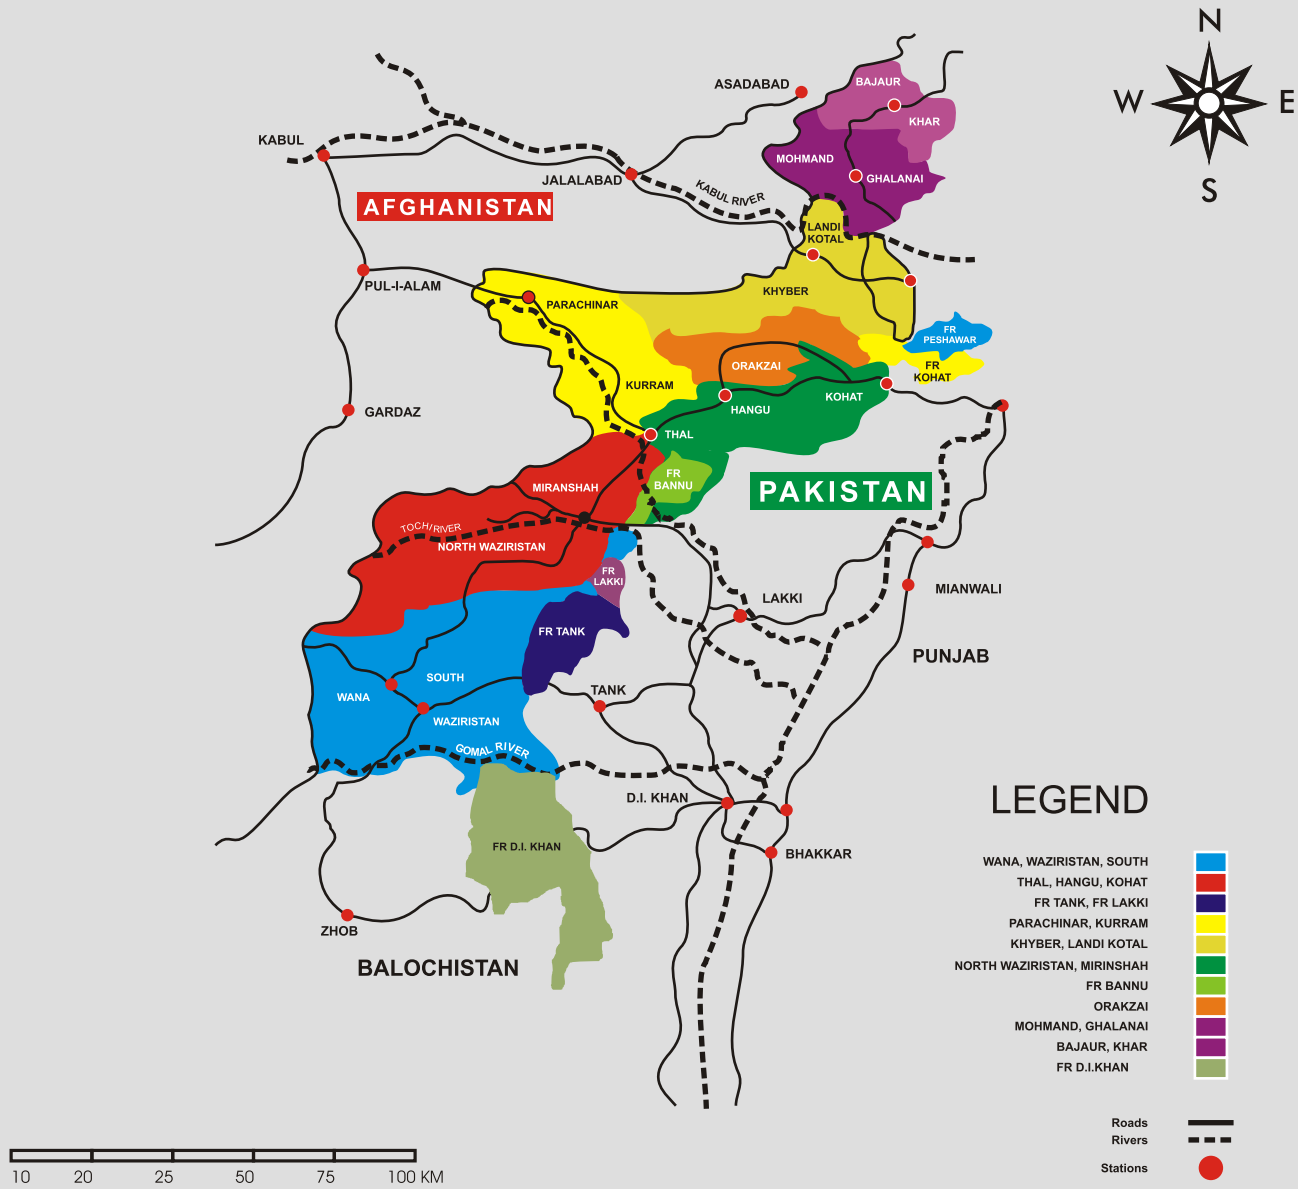 N
W
E
S
ASADABAD
BAJAUR
KHAR
KABUL
MOHMAND
GHALANAI
JALALABAD
KABUL RIVER
AFGHANISTAN
LANDI
KOTAL
PUL-I-ALAM
KHYBER
PARACHINAR
FR
PESHAWAR
ORAKZAI
FR
KOHAT
KURRAM
HANGU
KOHAT
GARDAZ
THAL
MIRANSHAH
FR
BANNU
PAKISTAN
TOCHI RIVER
NORTH WAZIRISTAN
FR
LAKKI
LAKKI
MIANWALI
FR TANK
PUNJAB
SOUTH
WANA
TANK
WAZIRISTAN
GOMAL RIVER
D.I. KHAN
FR D.I. KHAN
BHAKKAR
ZHOB
BALOCHISTAN
LEGEND
WANA, WAZIRISTAN, SOUTH
THAL, HANGU, KOHAT
FR TANK, FR LAKKI
PARACHINAR, KURRAM
KHYBER, LANDI KOTAL
NORTH WAZIRISTAN, MIRINSHAH
FR BANNU
ORAKZAI
MOHMAND, GHALANAI
BAJAUR, KHAR
FR D.I.KHAN
Roads
Rivers
Stations
10 20 25 50 75 100 KM